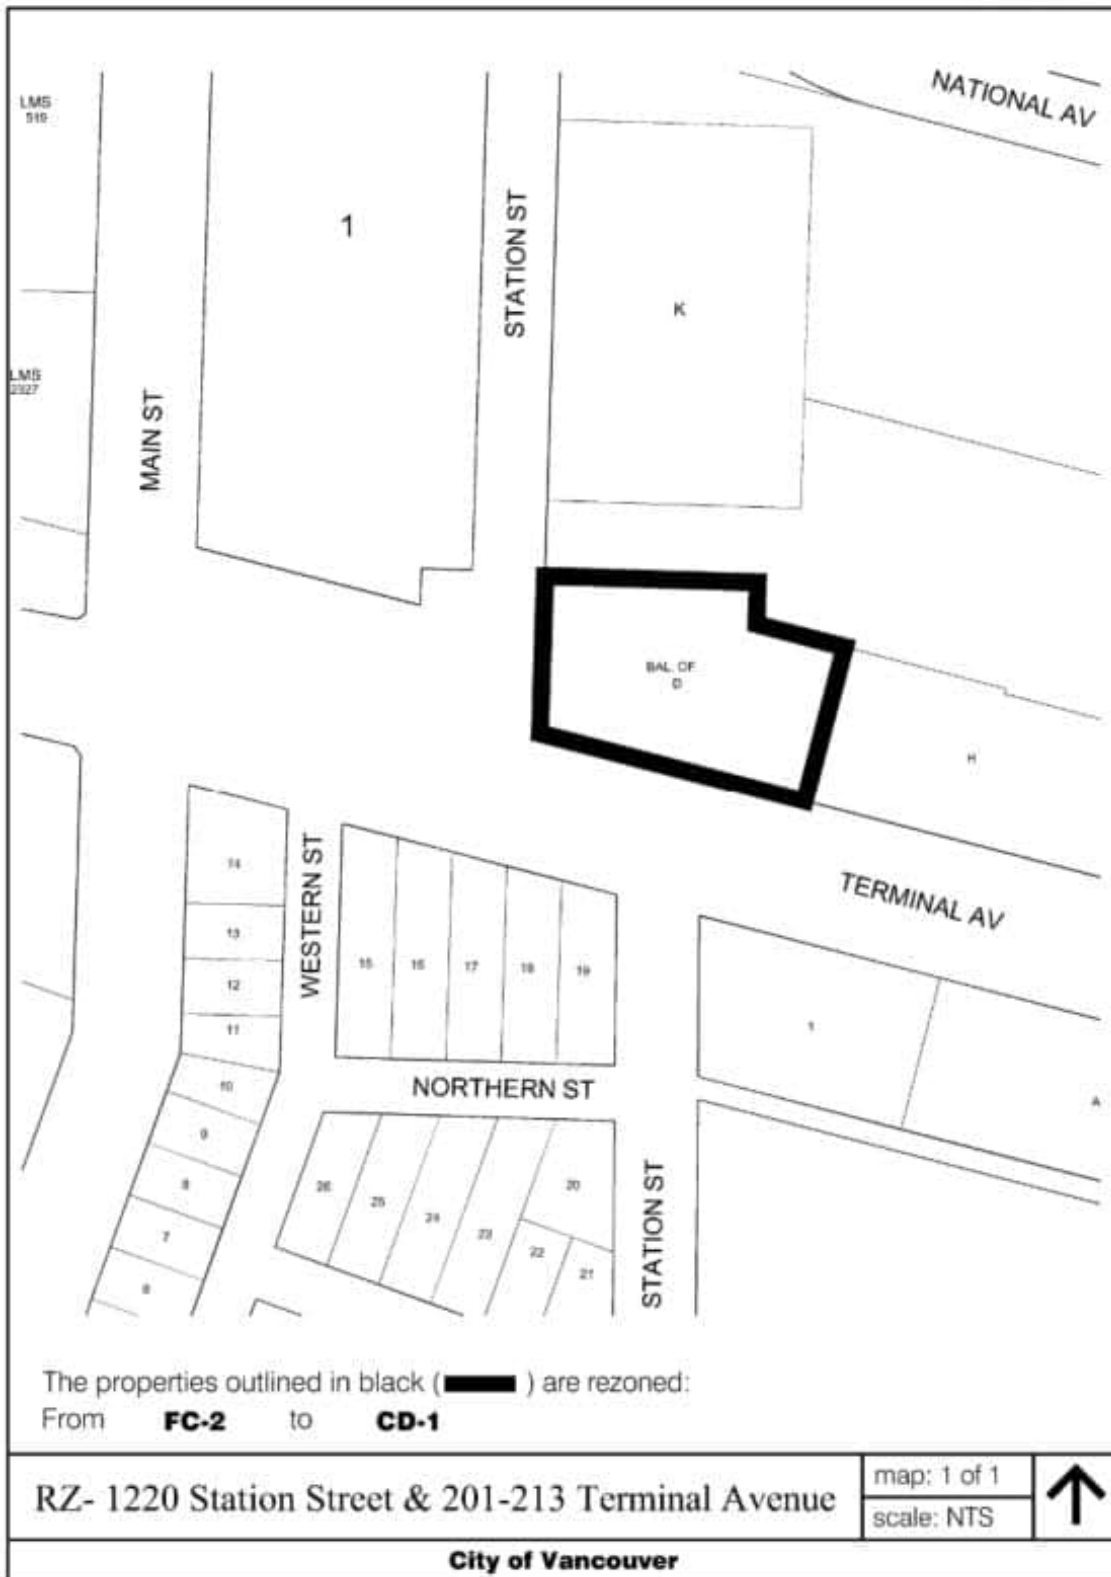 NATIONAL AV
LMS
519
1
STATION ST
K
LMS
2327
MAIN ST
BAL. OF
D
H
14
WESTERN ST
TERMINAL AV
13
15
16
17
18
19
12
11
1
10
NORTHERN ST
A
9
8
26
25
24
23
20
7
22
21
STATION ST
6
The properties outlined in black ( ) are rezoned:
From FC-2 to CD-1
RZ- 1220 Station Street & 201-213 Terminal Avenue
map: 1 of 1
scale: NTS
City of Vancouver